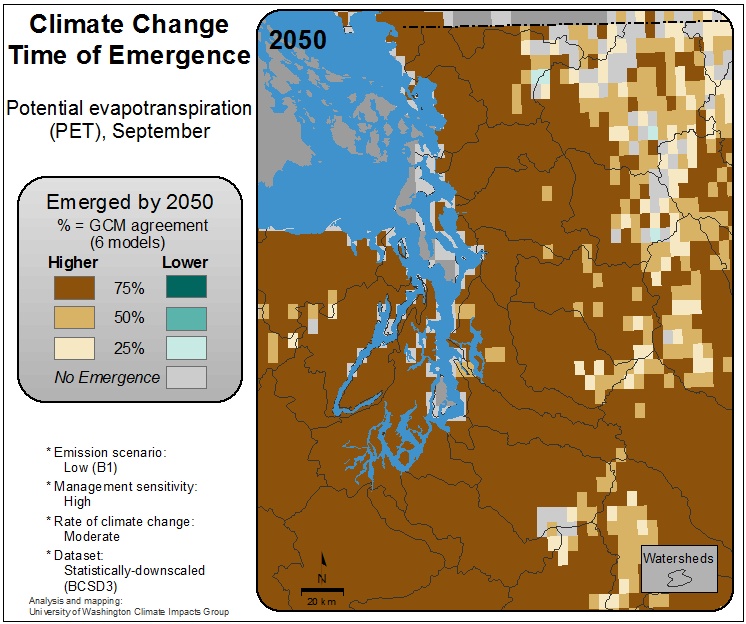 Climate Change
Time of Emergence
Potential evapotranspiration
(PET), September
Emerged by 2050
% = GCM agreement
(6 models)
Higher Lower
75%
50%
25%
No Emergence
* Emission scenario:
Low (B1)
* Management sensitivity:
High
* Rate of climate change:
Moderate
* Dataset:
Statistically-downscaled
(BCSD3)
Analysis and mapping:
University of Washington Climate Impacts Group
2050
N
20 km
Watersheds